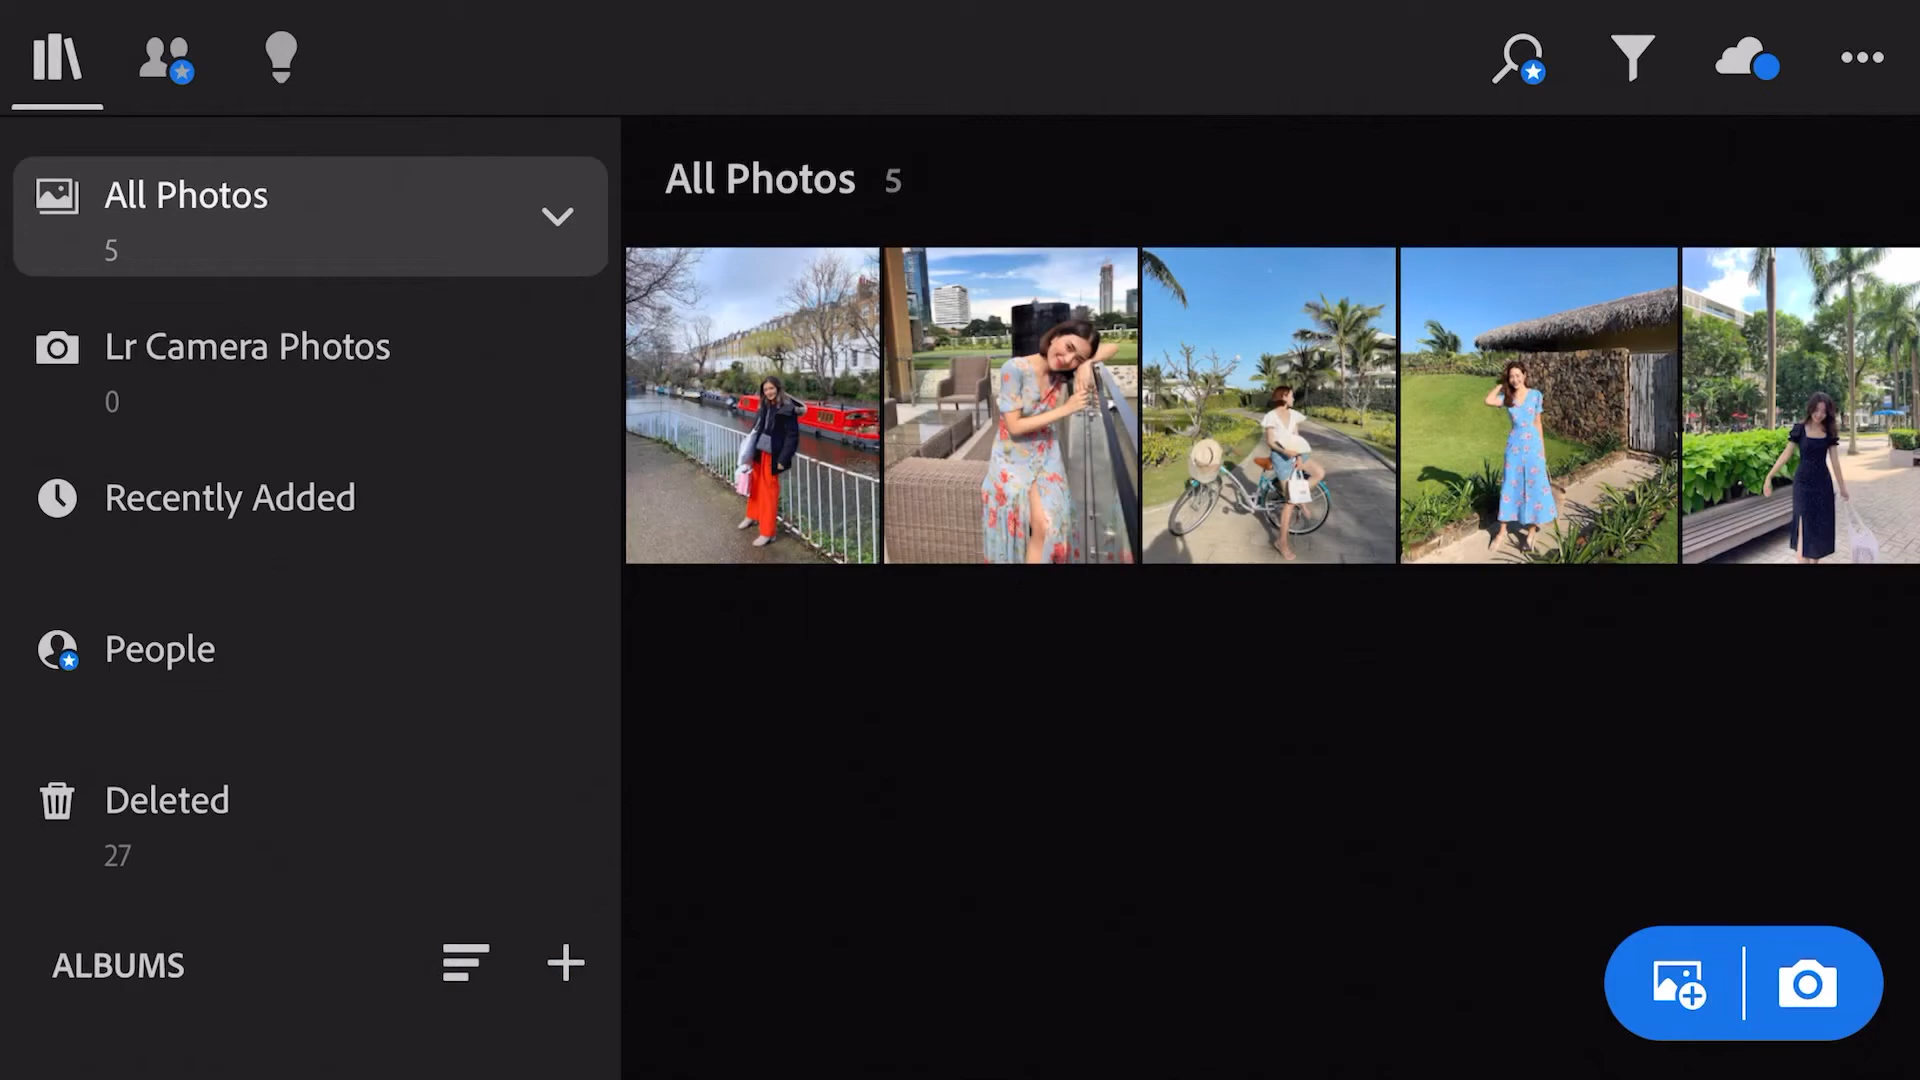 All Photos
5
Lr Camera Photos
0
Recently Added
People
Deleted
27
ALBUMS
All Photos 5